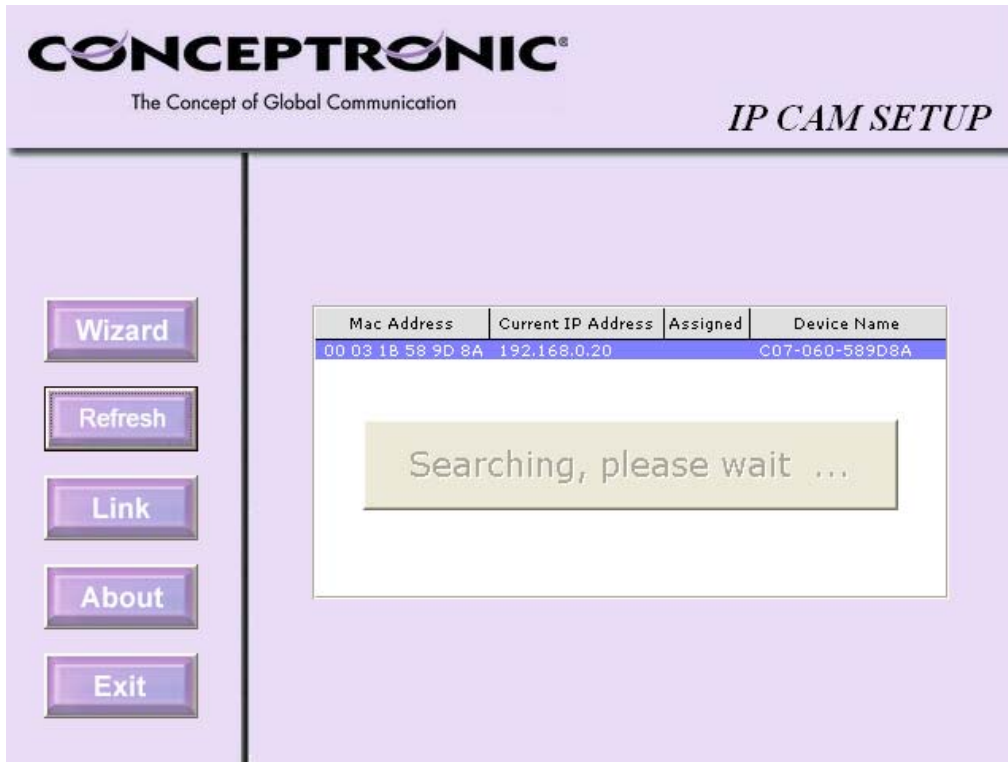 CONCEPTRONIC®
The Concept of Global Communication
IP CAM SETUP
Wizard
Refresh
Link
About
Exit
Mac Address Current IP Address Assigned Device Name
00 03 1B 58 9D 8A 192.168.0.20 C07-060-589D8A
Searching, please wait ...